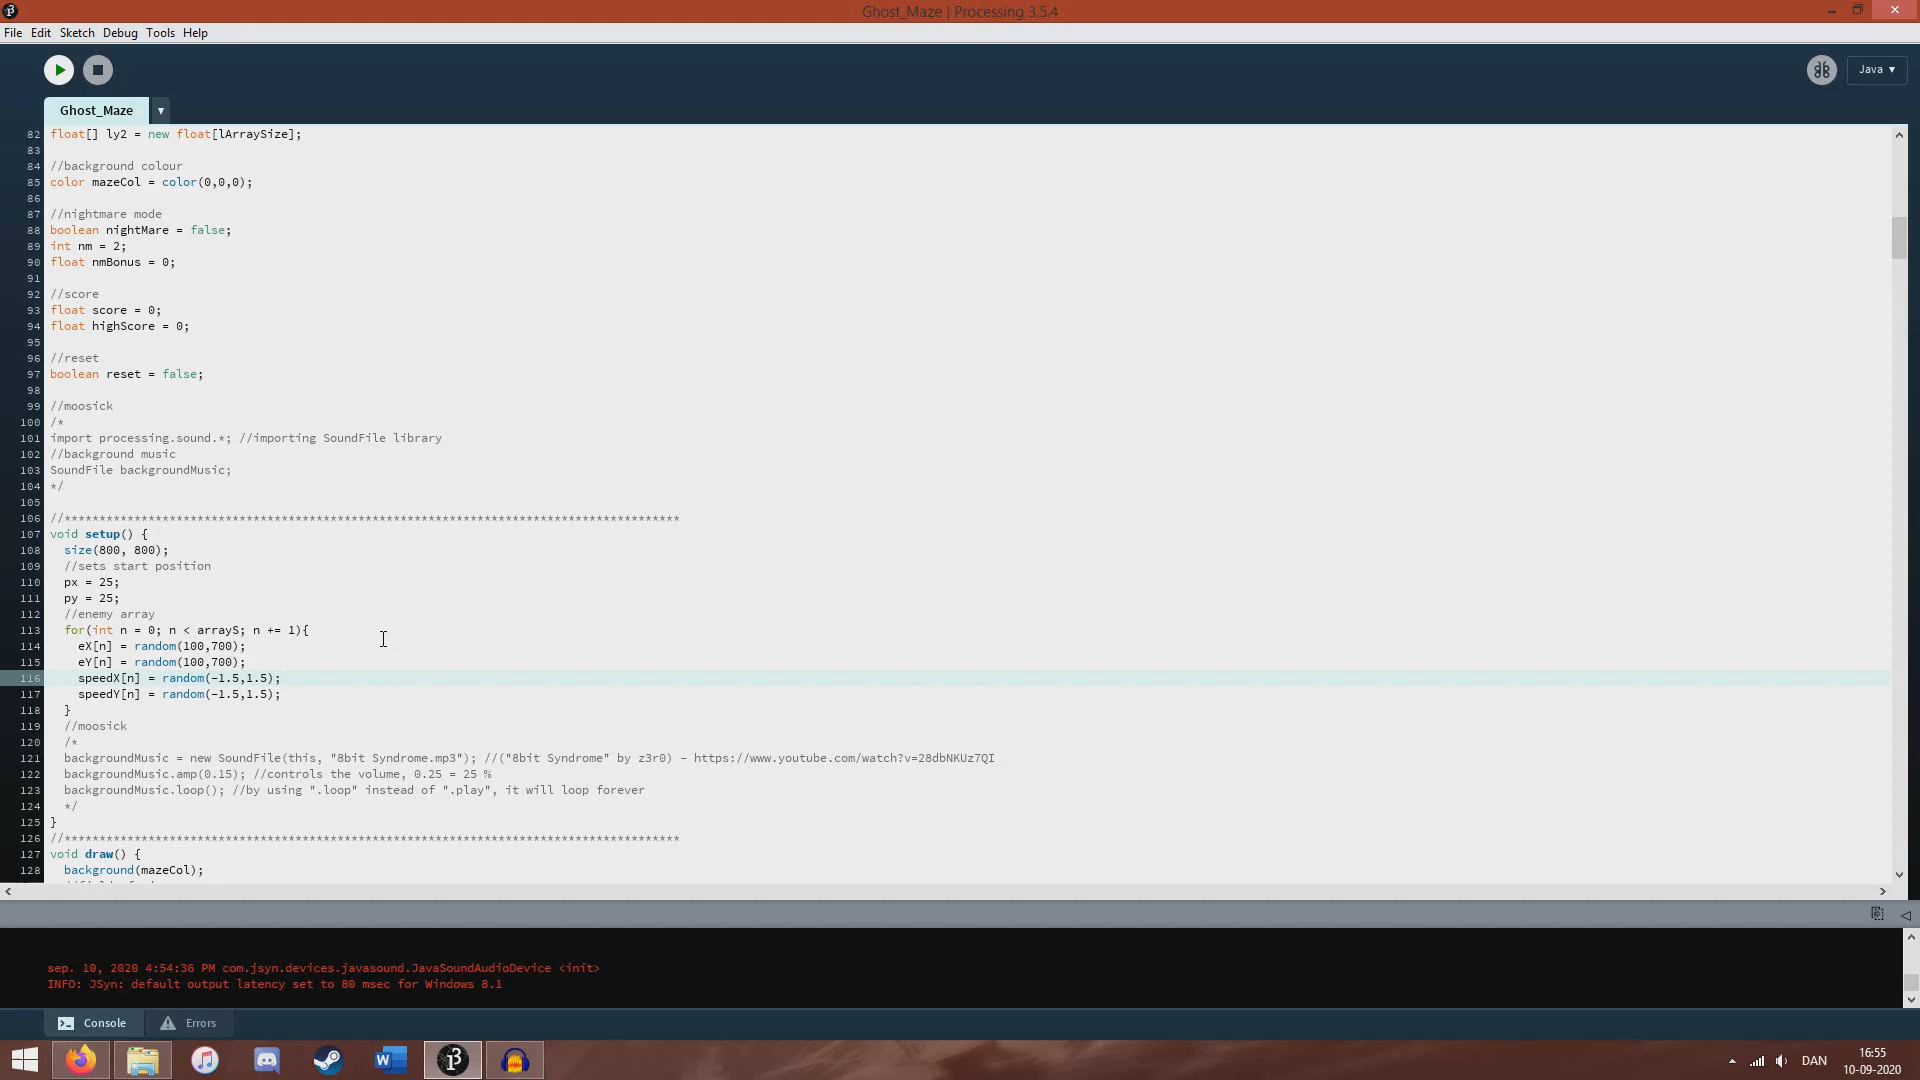 Ghost_Maze | Processing 3.5.4
File Edit Sketch Debug Tools Help
Java ▾
Ghost_Maze ▾
82 float[] ly2 = new float[lArraySize];
83
84 //background colour
85 color mazeCol = color(0,0,0);
86
87 //nightmare mode
88 boolean nightMare = false;
89 int nm = 2;
90 float nmBonus = 0;
91
92 //score
93 float score = 0;
94 float highScore = 0;
95
96 //reset
97 boolean reset = false;
98
99 //moosick
100 /*
101 import processing.sound.*; //importing SoundFile library
102 //background music
103 SoundFile backgroundMusic;
104 */
105
106 //****************************************************************************************
107 void setup() {
108 size(800, 800);
109 //sets start position
110 px = 25;
111 py = 25;
112 //enemy array
113 for(int n = 0; n < arrayS; n += 1){
114 eX[n] = random(100,700);
115 eY[n] = random(100,700);
116 speedX[n] = random(-1.5,1.5);
117 speedY[n] = random(-1.5,1.5);
118 }
119 //moosick
120 /*
121 backgroundMusic = new SoundFile(this, "8bit Syndrome.mp3"); //("8bit Syndrome" by z3r0) - https://www.youtube.com/watch?v=28dbNKUz7QI
122 backgroundMusic.amp(0.15); //controls the volume, 0.25 = 25 %
123 backgroundMusic.loop(); //by using ".loop" instead of ".play", it will loop forever
124 */
125 }
126 //****************************************************************************************
127 void draw() {
128 background(mazeCol);
sep. 10, 2020 4:54:36 PM com.jsyn.devices.javasound.JavaSoundAudioDevice <init>
INFO: JSyn: default output latency set to 80 msec for Windows 8.1
Console Errors
DAN
16:55
10-09-2020